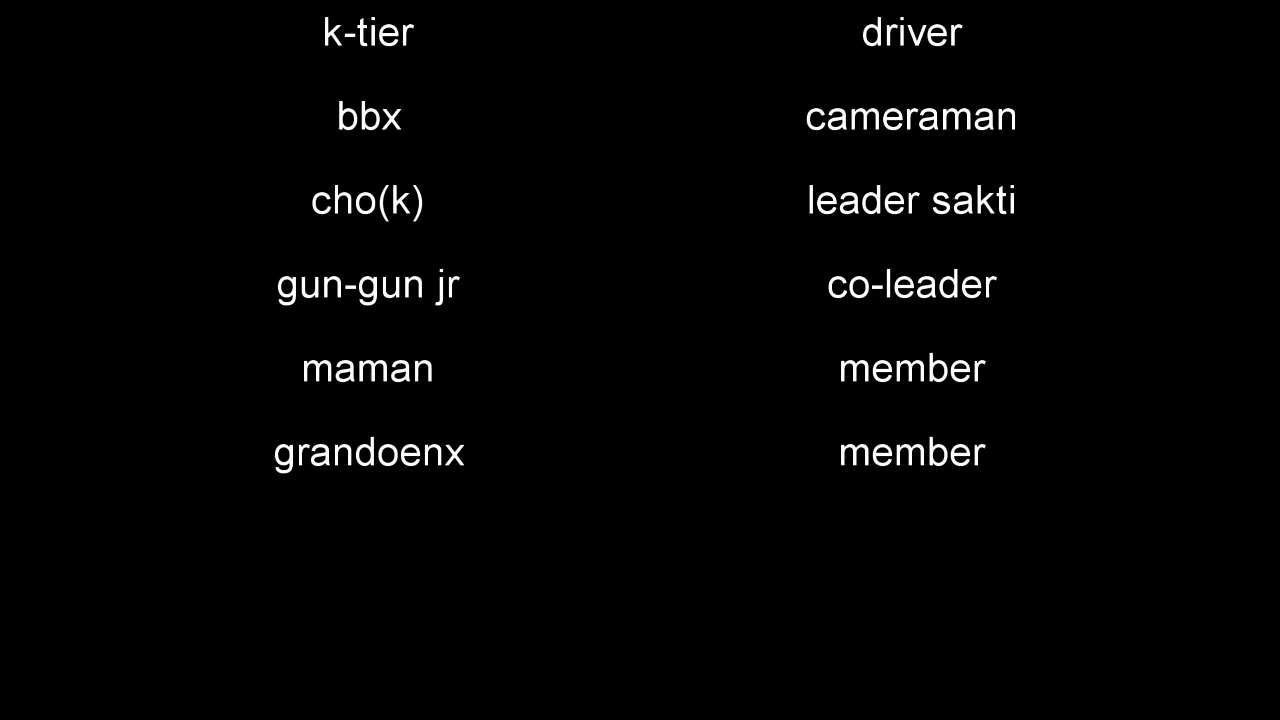 k-tier driver
bbx cameraman
cho(k) leader sakti
gun-gun jr co-leader
maman member
grandoenx member